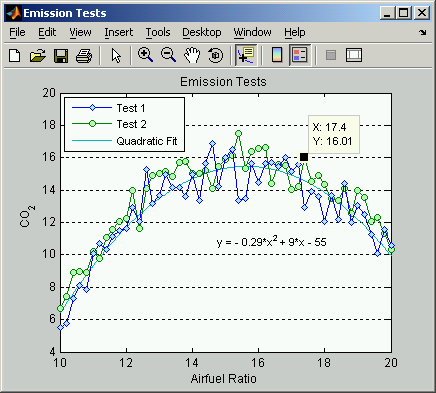 Emission Tests
File Edit View Insert Tools Desktop Window Help
Emission Tests
Test 1
Test 2
Quadratic Fit
X: 17.4
Y: 16.01
20
18
16
14
12
10
8
6
4
CO2
y = - 0.29*x2 + 9*x - 55
10 12 14 16 18 20
Airfuel Ratio